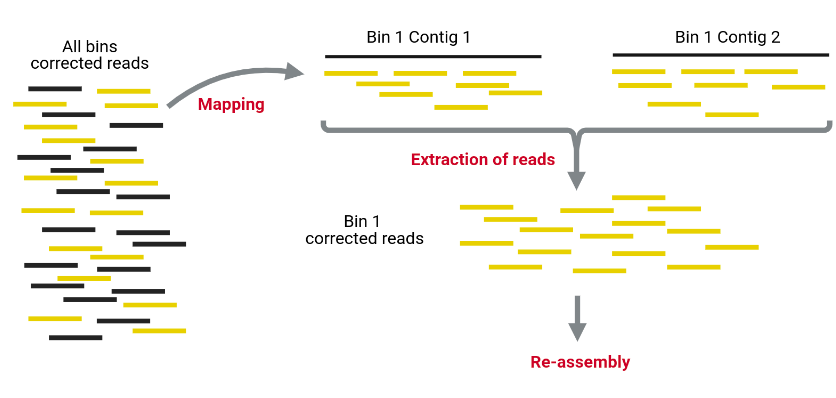 All bins
corrected reads
Mapping
Bin 1 Contig 1
Bin 1 Contig 2
Extraction of reads
Bin 1
corrected reads
Re-assembly